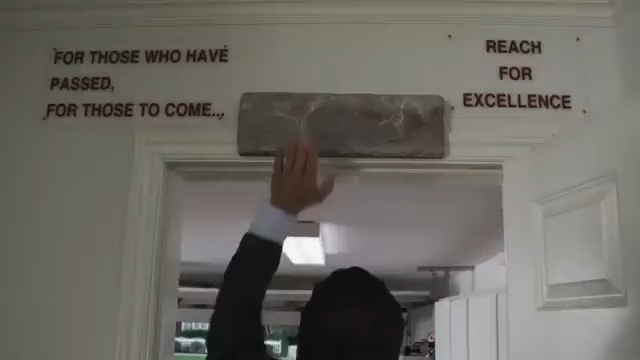 FOR THOSE WHO HAVE
PASSED,
FOR THOSE TO COME...,
REACH
FOR
EXCELLENCE